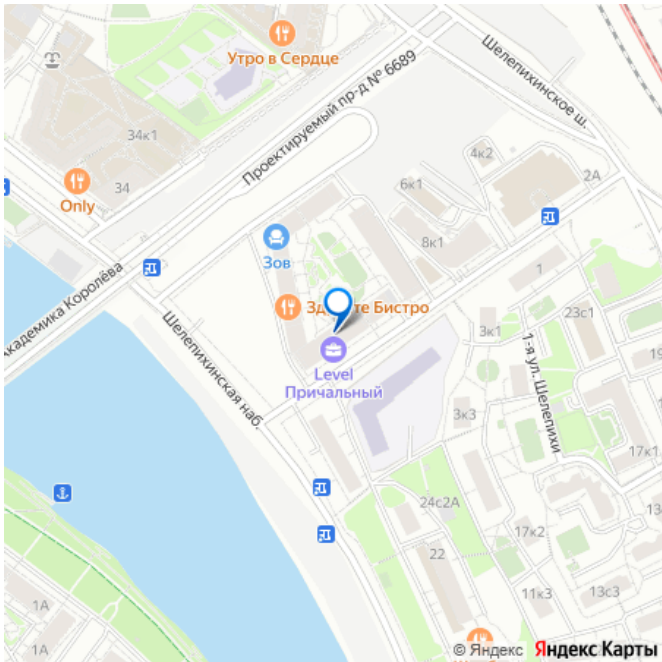 Утро в Сердце
Шелепихинское ш.
Проектируемый пр-д № 6689
34к1
34
Only
4к2
6к1
2А
8к1
Зов
Академика Королёва
1
23с1
Здр те Бистро
3к1
Level
Причальный
1-я ул. Шелепихи
Шелепихинская наб.
3к3
17к1
24с2А
17к2
22
13с3
11к3
1А
1А
© Яндекс
Яндекс Карты